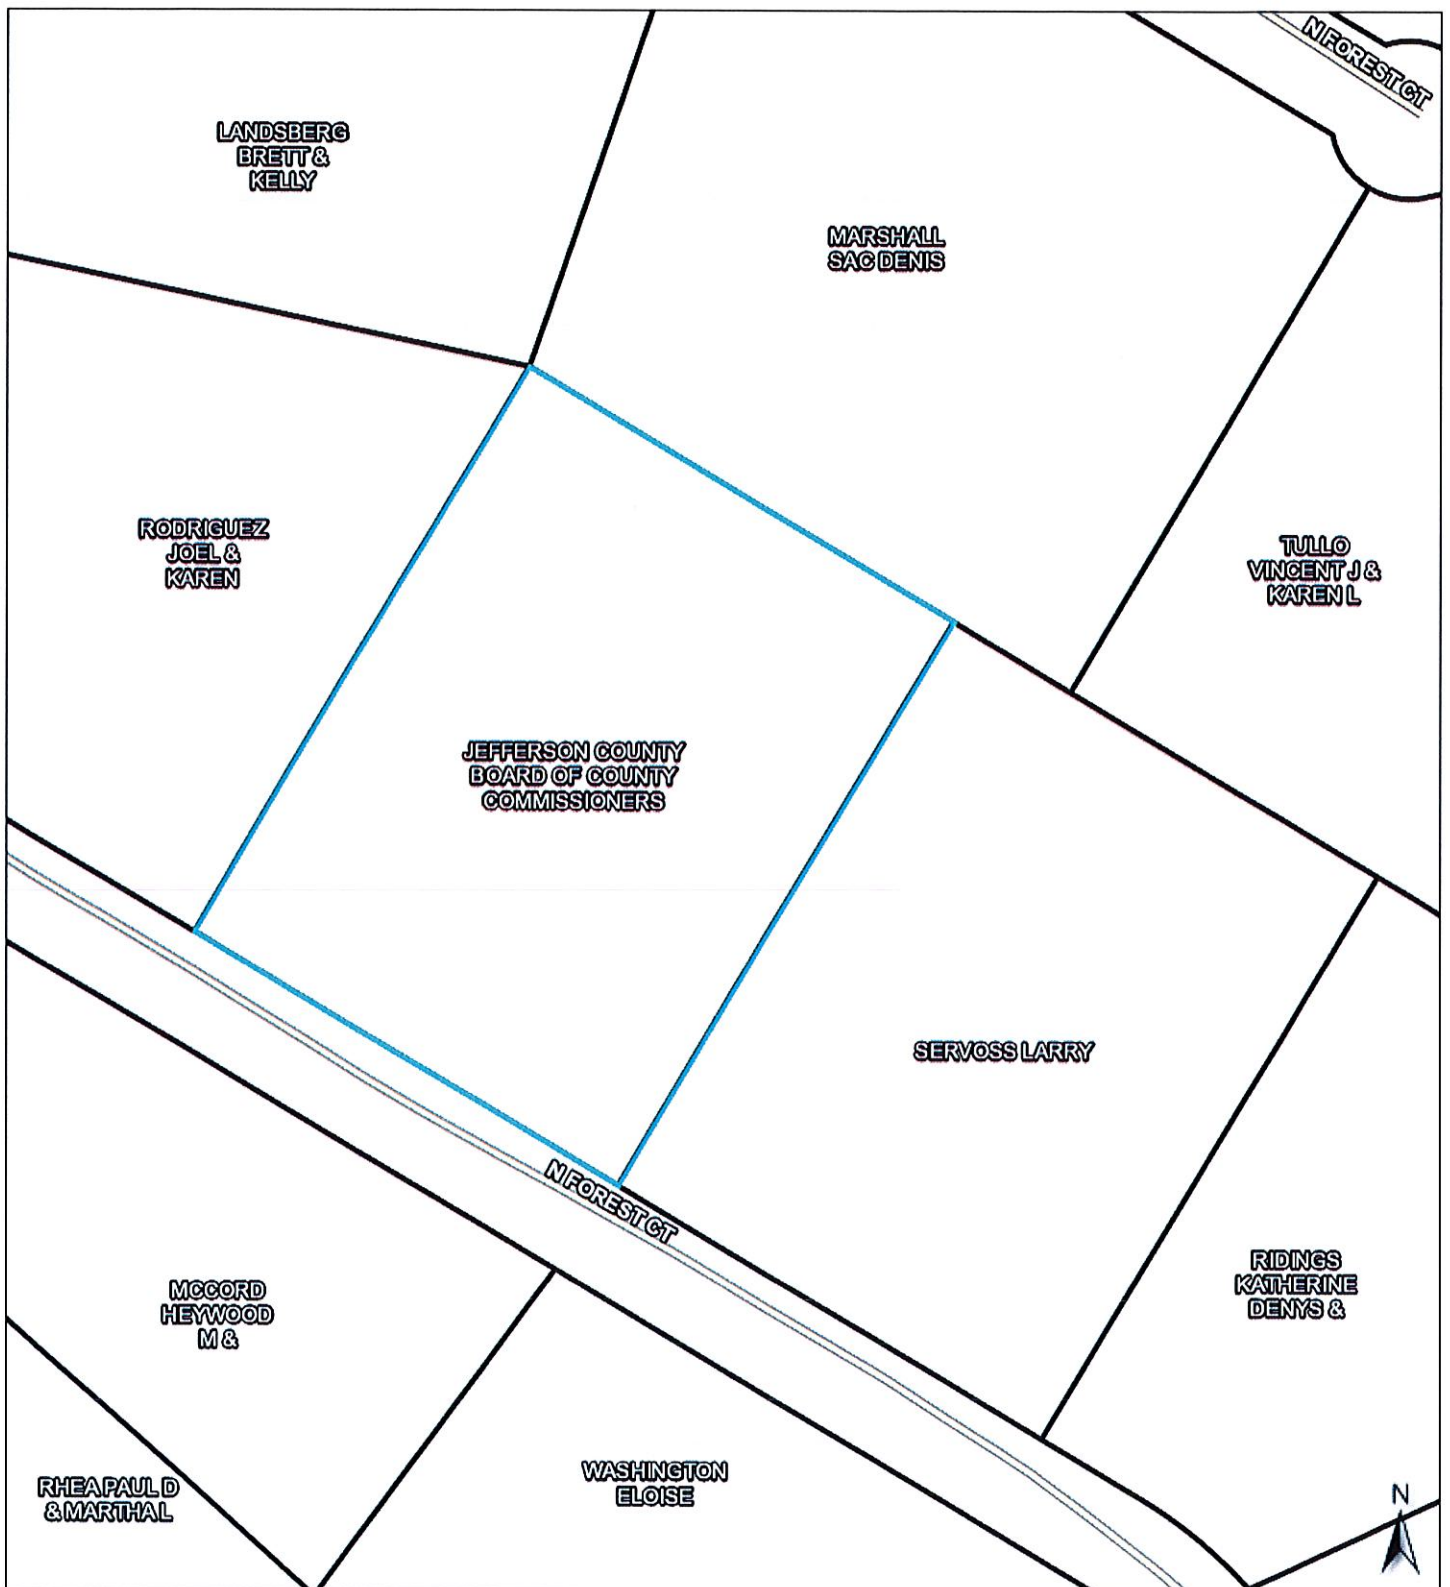 N FOREST CT
LANDSBERG
BRETT &
KELLY
MARSHALL
SAC DENIS
RODRIGUEZ
JOEL &
KAREN
TULLO
VINCENT J &
KAREN L
JEFFERSON COUNTY
BOARD OF COUNTY
COMMISSIONERS
SERVOSS LARRY
N FOREST CT
MCCORD
HEYWOOD
M &
RIDINGS
KATHERINE
DENYS &
RHEA PAUL D
& MARTHA L
WASHINGTON
ELOISE
N